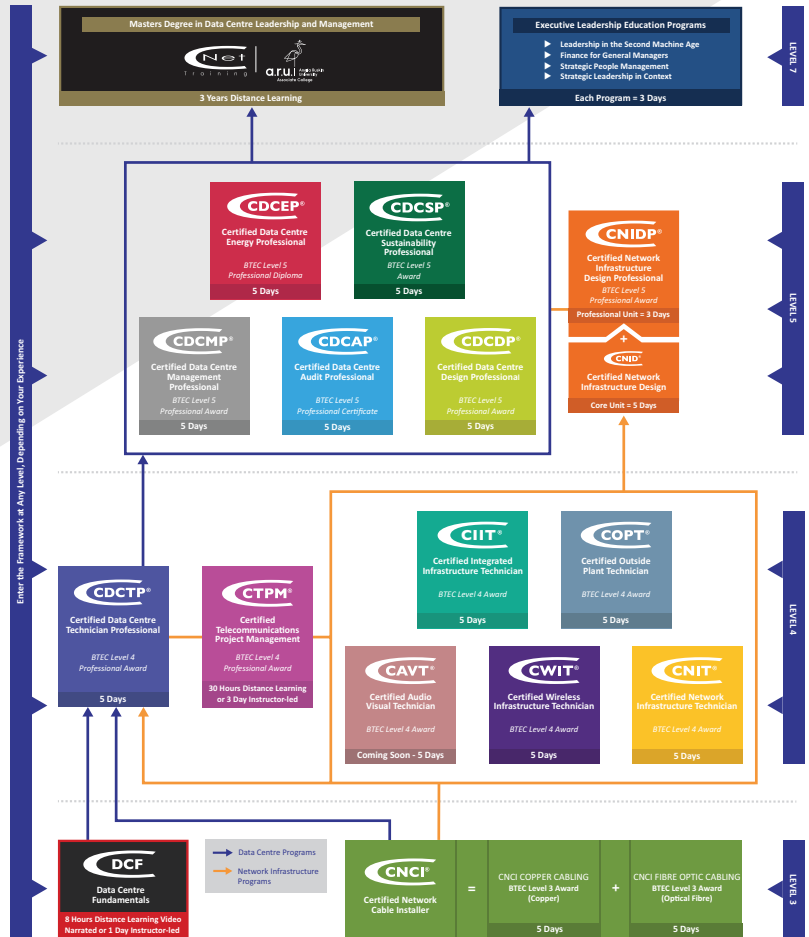 Masters Degree in Data Centre Leadership and Management
CNet
Training
a.r.u.l
Anglia Ruskin
University
Associate College
3 Years Distance Learning
Executive Leadership Education Programs
Leadership in the Second Machine Age
Finance for General Managers
Strategic People Management
Strategic Leadership in Context
Each Program = 3 Days
LEVEL 7
Enter the Framework at Any Level, Depending on Your Experience
CDCEP®
Certified Data Centre
Energy Professional
BTEC Level 5
Professional Diploma
5 Days
CDCSP®
Certified Data Centre
Sustainability
Professional
BTEC Level 5
Award
5 Days
CNIDP®
Certified Network
Infrastructure
Design Professional
BTEC Level 5
Professional Award
Professional Unit = 3 Days
+
CNID®
Certified Network
Infrastructure Design
Core Unit = 5 Days
CDCMP®
Certified Data Centre
Management
Professional
BTEC Level 5
Professional Award
5 Days
CDCAP®
Certified Data Centre
Audit Professional
BTEC Level 5
Professional Certificate
5 Days
CDCDP®
Certified Data Centre
Design Professional
BTEC Level 5
Professional Award
5 Days
LEVEL 5
CDCTP®
Certified Data Centre
Technician Professional
BTEC Level 4
Professional Award
5 Days
CTPM®
Certified
Telecommunications
Project Management
BTEC Level 4
Professional Award
30 Hours Distance Learning
or 3 Day Instructor-led
CIIT®
Certified Integrated
Infrastructure Technician
BTEC Level 4 Award
5 Days
COPT®
Certified Outside
Plant Technician
BTEC Level 4 Award
5 Days
CAVT®
Certified Audio
Visual Technician
BTEC Level 4 Award
Coming Soon - 5 Days
CWIT®
Certified Wireless
Infrastructure Technician
BTEC Level 4 Award
5 Days
CNIT®
Certified Network
Infrastructure Technician
BTEC Level 4 Award
5 Days
LEVEL 4
DCF
Data Centre
Fundamentals
8 Hours Distance Learning Video
Narrated or 1 Day Instructor-led
Data Centre Programs
Network Infrastructure
Programs
CNCI®
Certified Network
Cable Installer
=
CNCI COPPER CABLING
BTEC Level 3 Award
(Copper)
5 Days
+
CNCI FIBRE OPTIC CABLING
BTEC Level 3 Award
(Optical Fibre)
5 Days
LEVEL 3